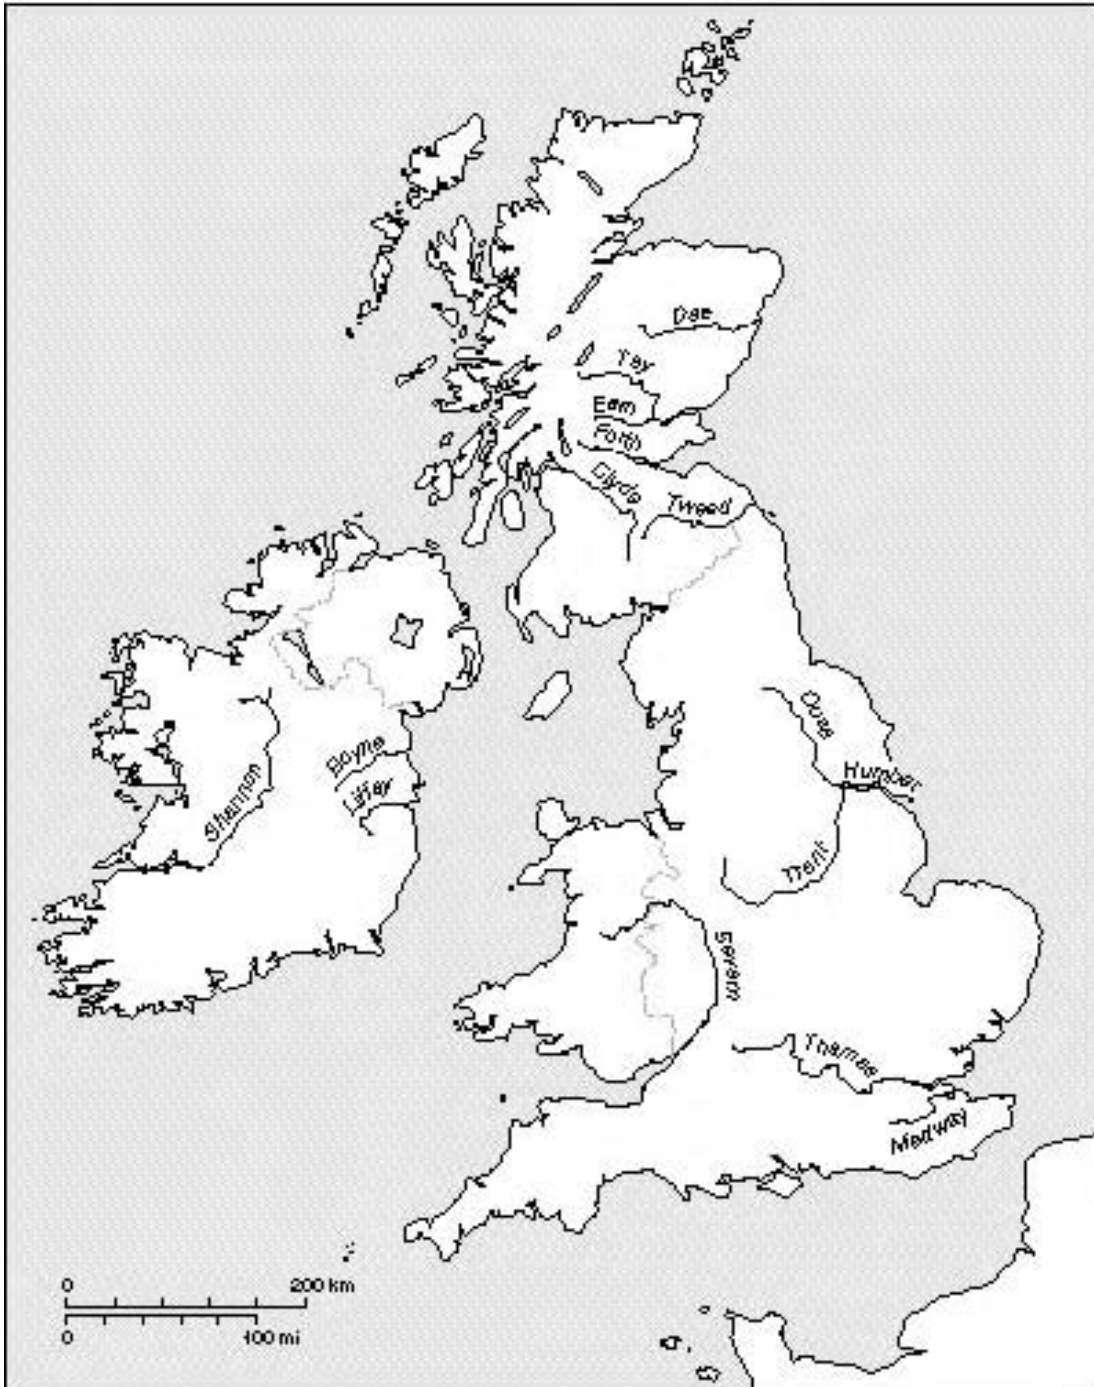 Dee
Tay
Earn
Forth
Clyde
Tweed
Ouse
Humber
Boyne
Liffey
Shannon
Trent
Severn
Thames
Medway
0 200 km
0 100 mi